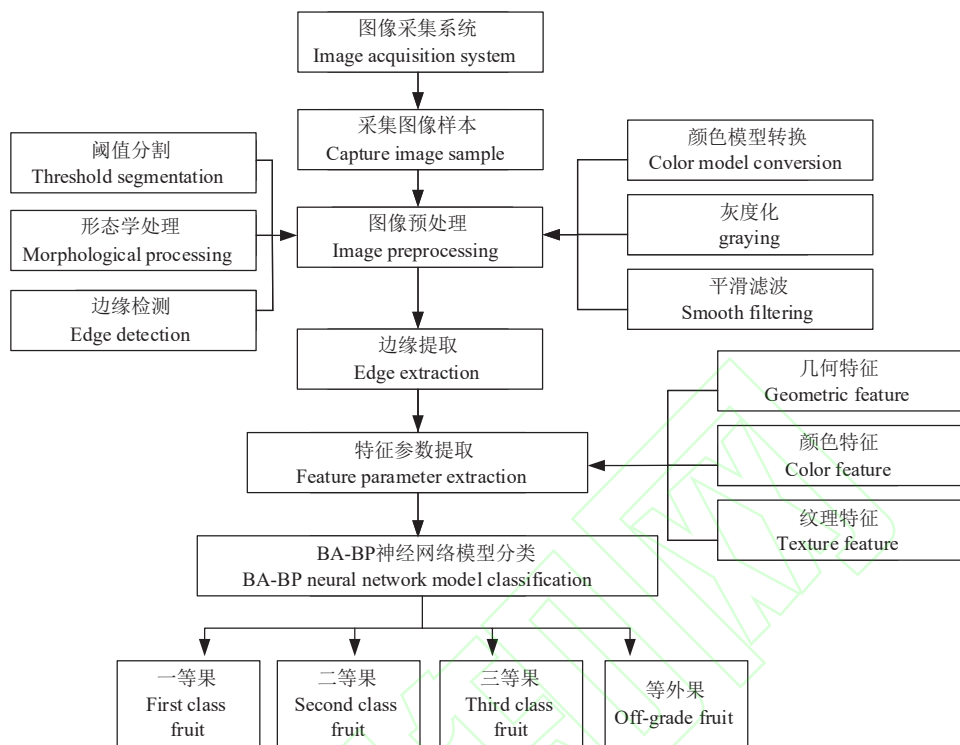 图像采集系统
Image acquisition system
采集图像样本
Capture image sample
阈值分割
Threshold segmentation
颜色模型转换
Color model conversion
形态学处理
Morphological processing
图像预处理
Image preprocessing
灰度化
graying
边缘检测
Edge detection
平滑滤波
Smooth filtering
边缘提取
Edge extraction
几何特征
Geometric feature
特征参数提取
Feature parameter extraction
颜色特征
Color feature
纹理特征
Texture feature
BA-BP神经网络模型分类
BA-BP neural network model classification
一等果
First class
fruit
二等果
Second class
fruit
三等果
Third class
fruit
等外果
Off-grade fruit